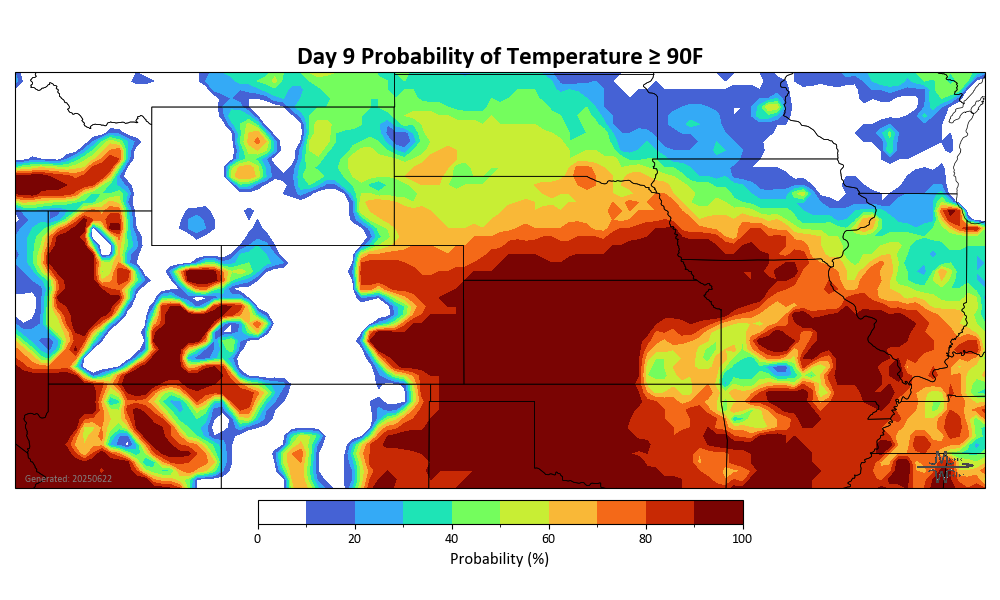 Day 9 Probability of Temperature ≥ 90F
Generated: 20250622
0 20 40 60 80 100
Probability (%)